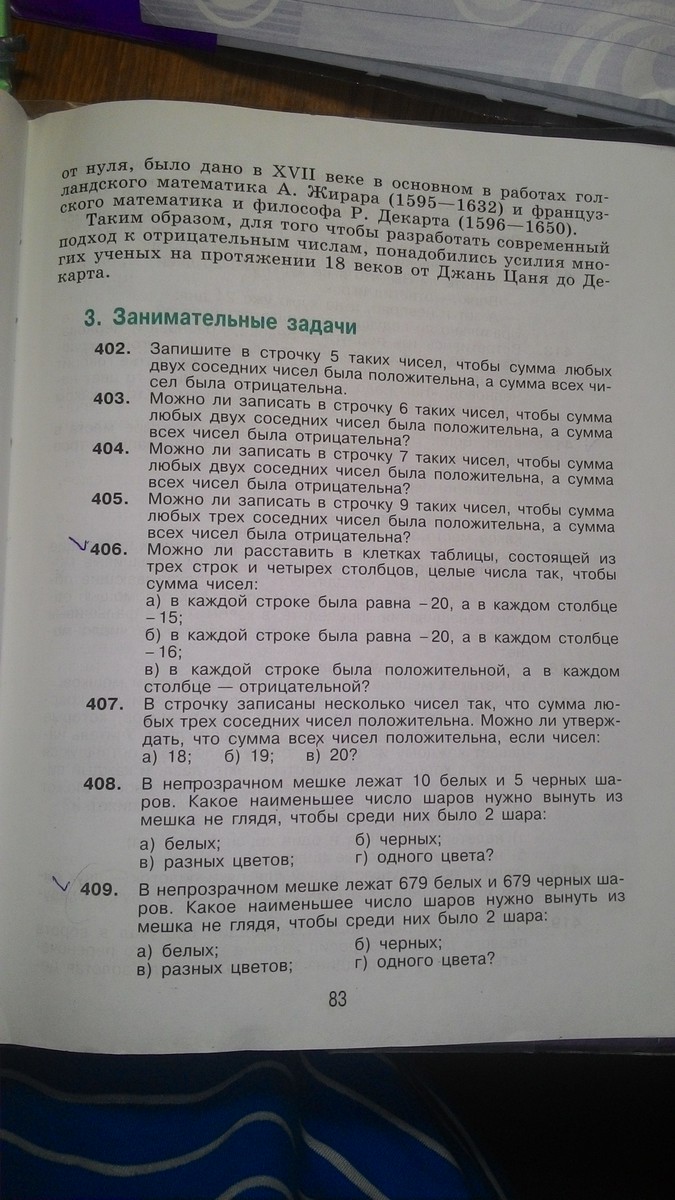 от нуля, было дано в XVII веке в основном в работах гол-
ландского математика А. Жирара (1595—1632) и француз-
ского математика и философа Р. Декарта (1596—1650).
Таким образом, для того чтобы разработать современный
подход к отрицательным числам, понадобились усилия мно-
гих ученых на протяжении 18 веков от Джань Цаня до Де-
карта.
3. Занимательные задачи
402. Запишите в строчку 5 таких чисел, чтобы сумма любых
двух соседних чисел была положительна, а сумма всех чи-
сел была отрицательна.
403. Можно ли записать в строчку 6 таких чисел, чтобы сумма
любых двух соседних чисел была положительна, а сумма
всех чисел была отрицательна?
404. Можно ли записать в строчку 7 таких чисел, чтобы сумма
любых двух соседних чисел была положительна, а сумма
всех чисел была отрицательна?
405. Можно ли записать в строчку 9 таких чисел, чтобы сумма
любых трех соседних чисел была положительна, а сумма
всех чисел была отрицательна?
406. Можно ли расставить в клетках таблицы, состоящей из
трех строк и четырех столбцов, целые числа так, чтобы
сумма чисел:
а) в каждой строке была равна –20, а в каждом столбце
–15;
б) в каждой строке была равна –20, а в каждом столбце
–16;
в) в каждой строке была положительной, а в каждом
столбце — отрицательной?
407. В строчку записаны несколько чисел так, что сумма лю-
бых трех соседних чисел положительна. Можно ли утверж-
дать, что сумма всех чисел положительна, если чисел:
а) 18; б) 19; в) 20?
408. В непрозрачном мешке лежат 10 белых и 5 черных ша-
ров. Какое наименьшее число шаров нужно вынуть из
мешка не глядя, чтобы среди них было 2 шара:
а) белых; б) черных;
в) разных цветов; г) одного цвета?
409. В непрозрачном мешке лежат 679 белых и 679 черных ша-
ров. Какое наименьшее число шаров нужно вынуть из
мешка не глядя, чтобы среди них было 2 шара:
а) белых; б) черных;
в) разных цветов; г) одного цвета?
83